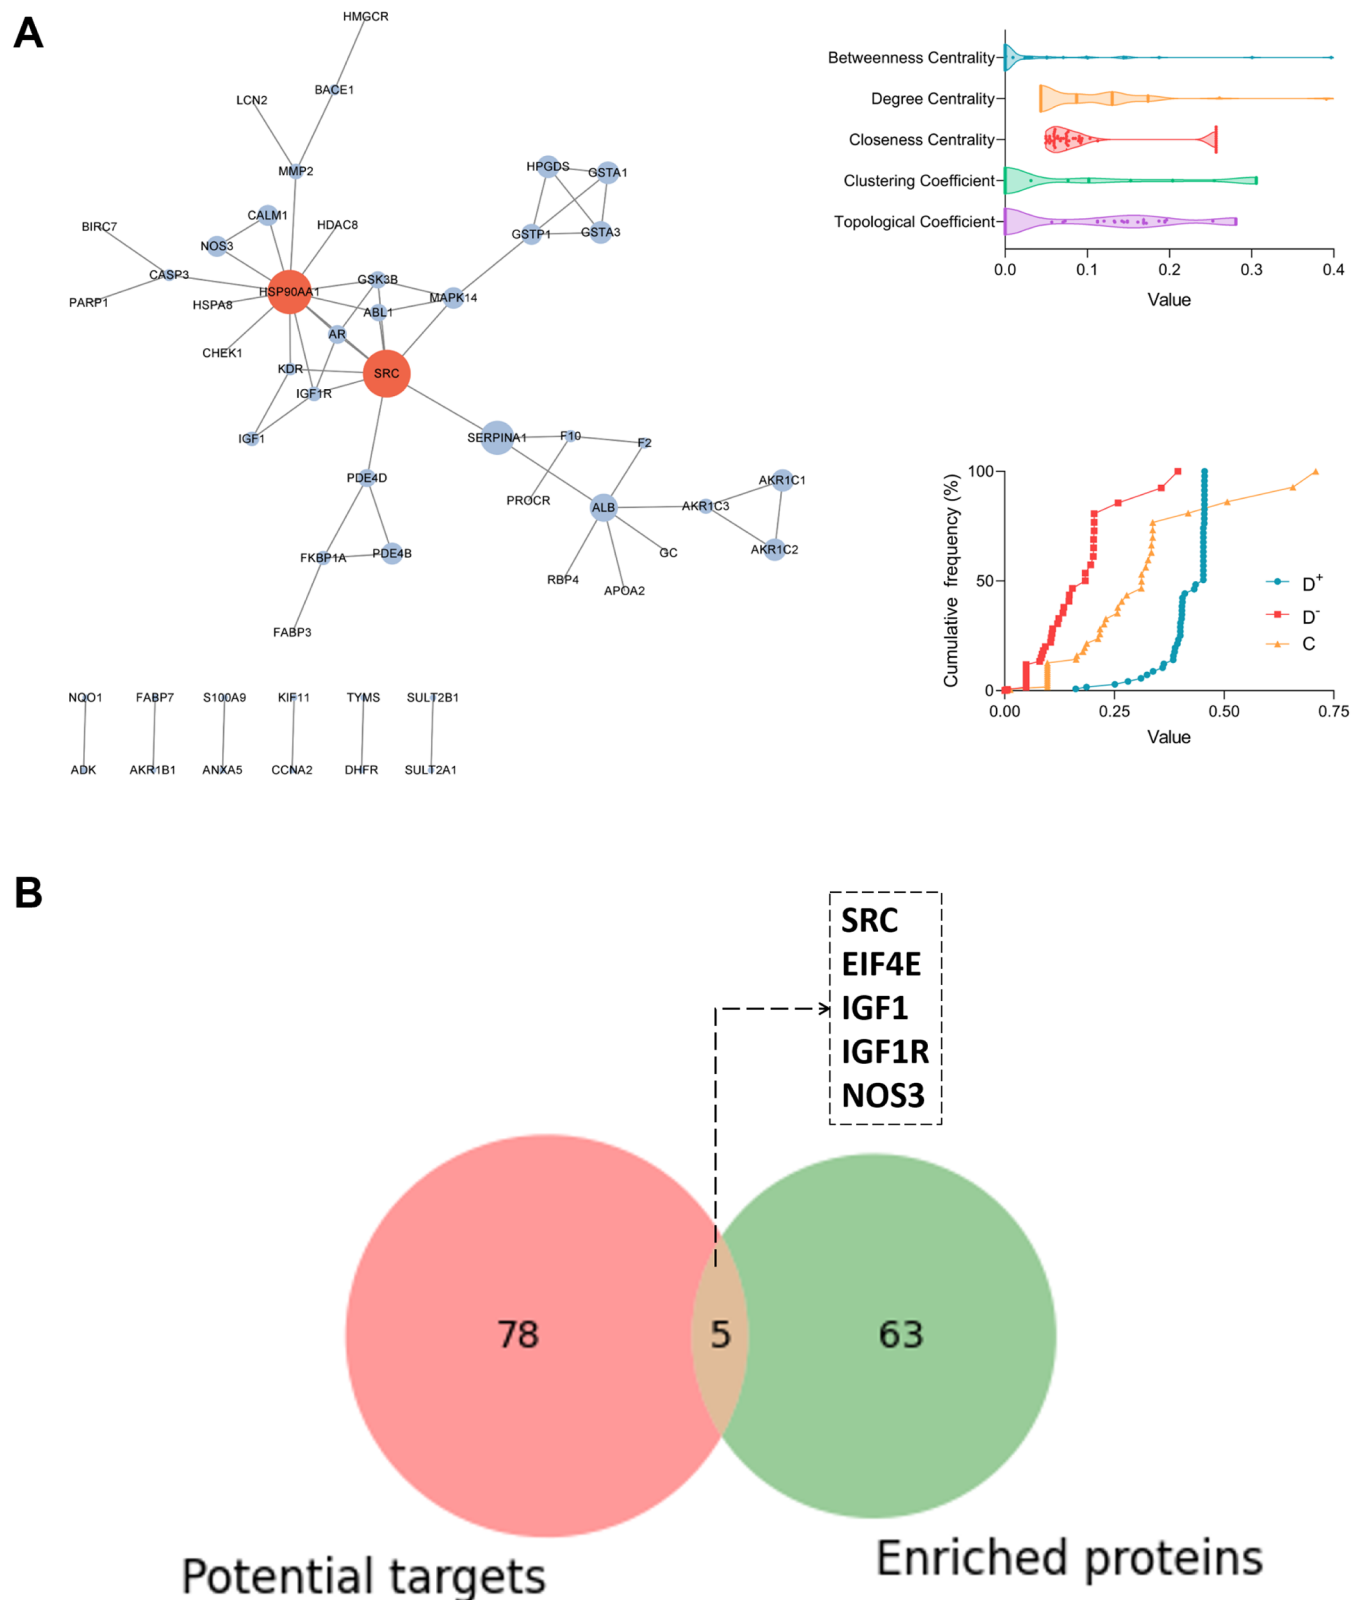 A
HMGCR
BACE1
LCN2
MMP2
CALM1
HDAC8
NOS3
BIRC7
CASP3
PARP1
HSPA8
HSP90AA1
GSK3B
ABL1
MAPK14
AR
CHEK1
KDR
SRC
IGF1R
IGF1
HPGDS
GSTA1
GSTP1
GSTA3
SERPINA1
F10
F2
PROCR
ALB
AKR1C3
AKR1C1
AKR1C2
GC
RBP4
APOA2
PDE4D
FKBP1A
PDE4B
FABP3
NQO1
FABP7
S100A9
KIF11
TYMS
SULT2B1
ADK
AKR1B1
ANXA5
CCNA2
DHFR
SULT2A1
Betweenness Centrality
Degree Centrality
Closeness Centrality
Clustering Coefficient
Topological Coefficient
0.0 0.1 0.2 0.3 0.4
Value
Cumulative frequency (%)
100
50
0
0.00 0.25 0.50 0.75
Value
D+
D-
C
B
SRC
EIF4E
IGF1
IGF1R
NOS3
78
5
63
Potential targets
Enriched proteins